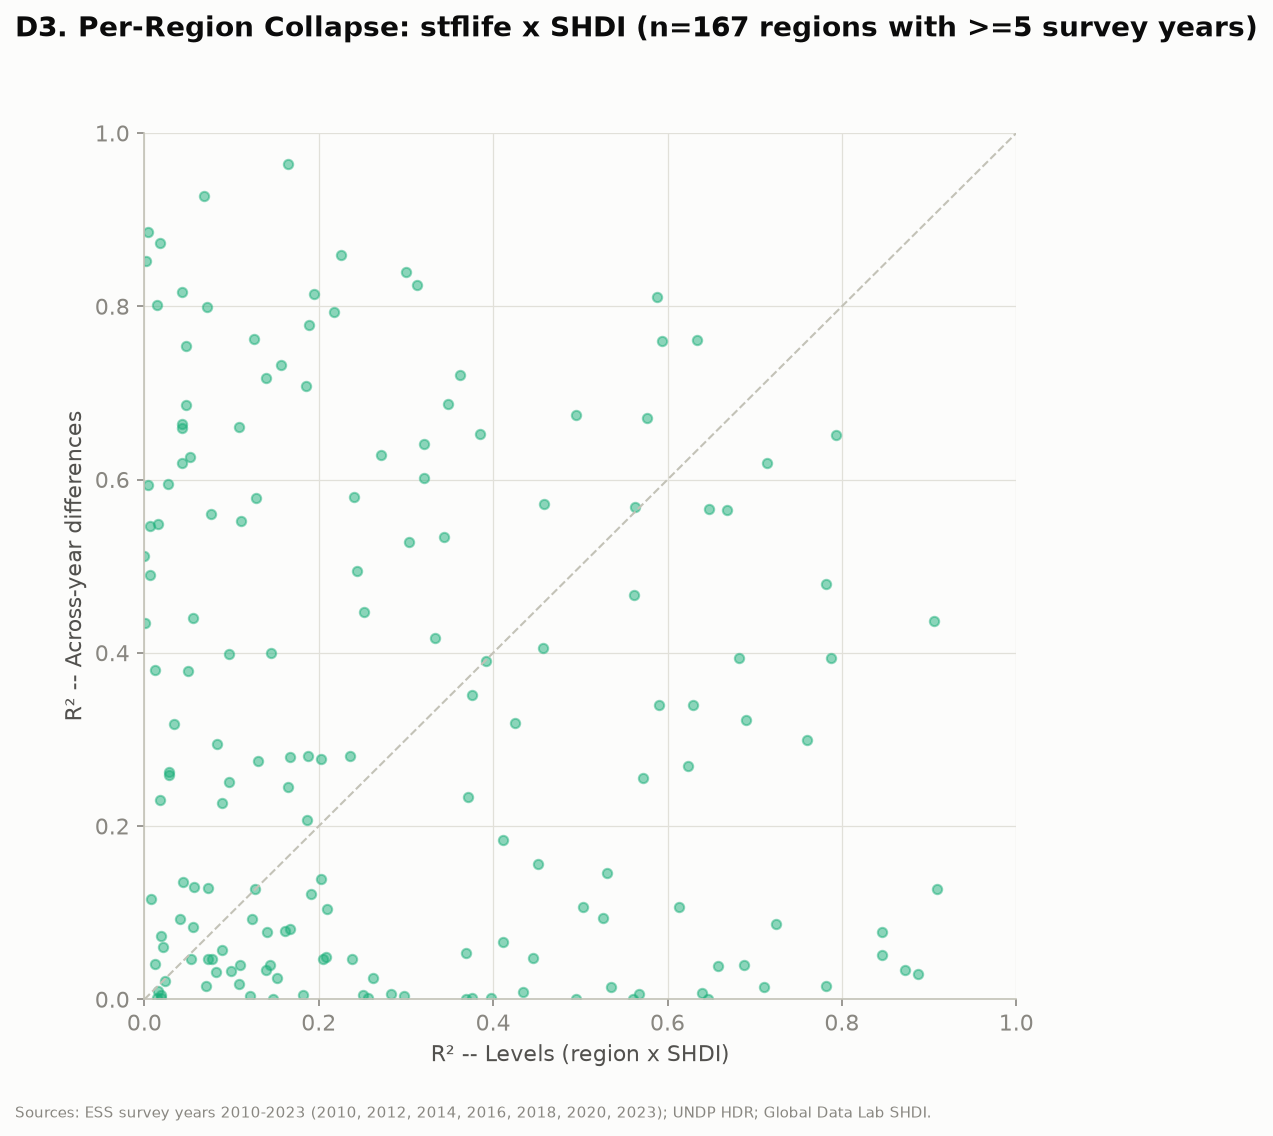 D3. Per-Region Collapse: stflife x SHDI (n=167 regions with >=5 survey years)
1.0
0.8
0.6
0.4
0.2
0.0
R² -- Across-year differences
0.0 0.2 0.4 0.6 0.8 1.0
R² -- Levels (region x SHDI)
Sources: ESS survey years 2010-2023 (2010, 2012, 2014, 2016, 2018, 2020, 2023); UNDP HDR; Global Data Lab SHDI.